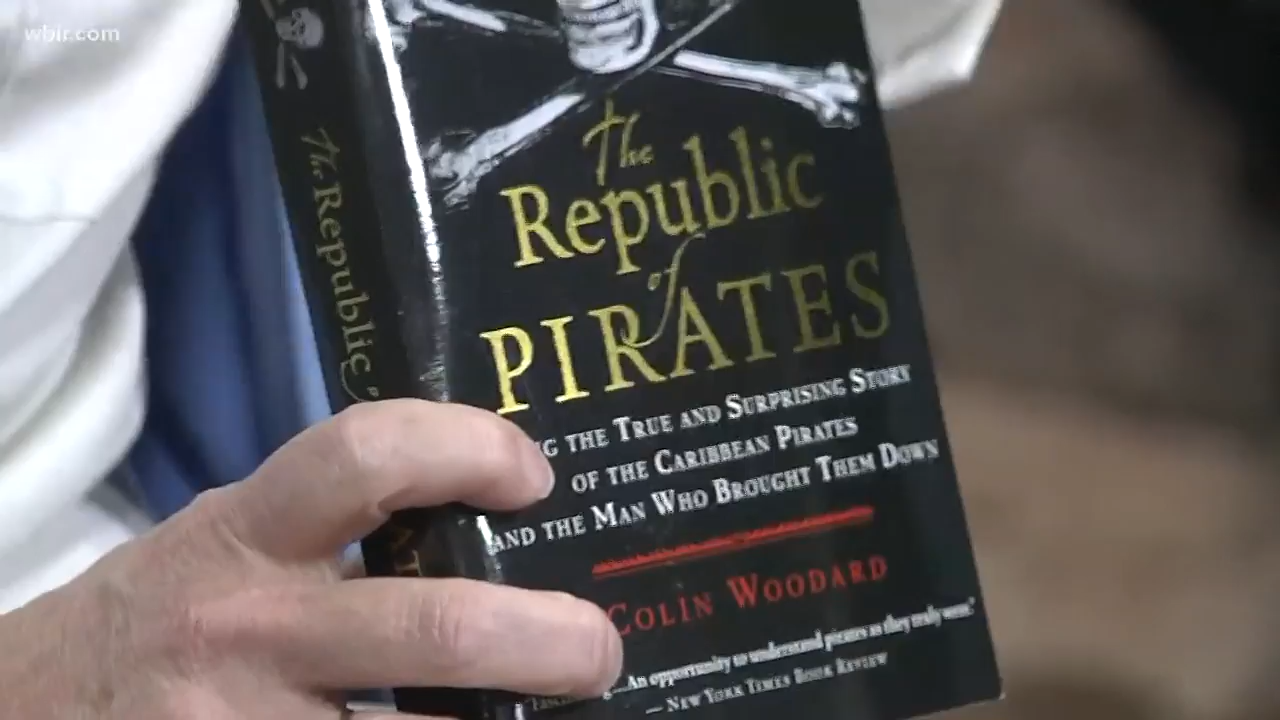 wbir.com
The
Republic
of
PIRATES
G THE TRUE AND SURPRISING STORY
OF THE CARIBBEAN PIRATES
AND THE MAN WHO BROUGHT THEM DOWN
COLIN WOODARD
...An opportunity to understand pirates as they truly were."
— NEW YORK TIMES BOOK REVIEW
The Republic